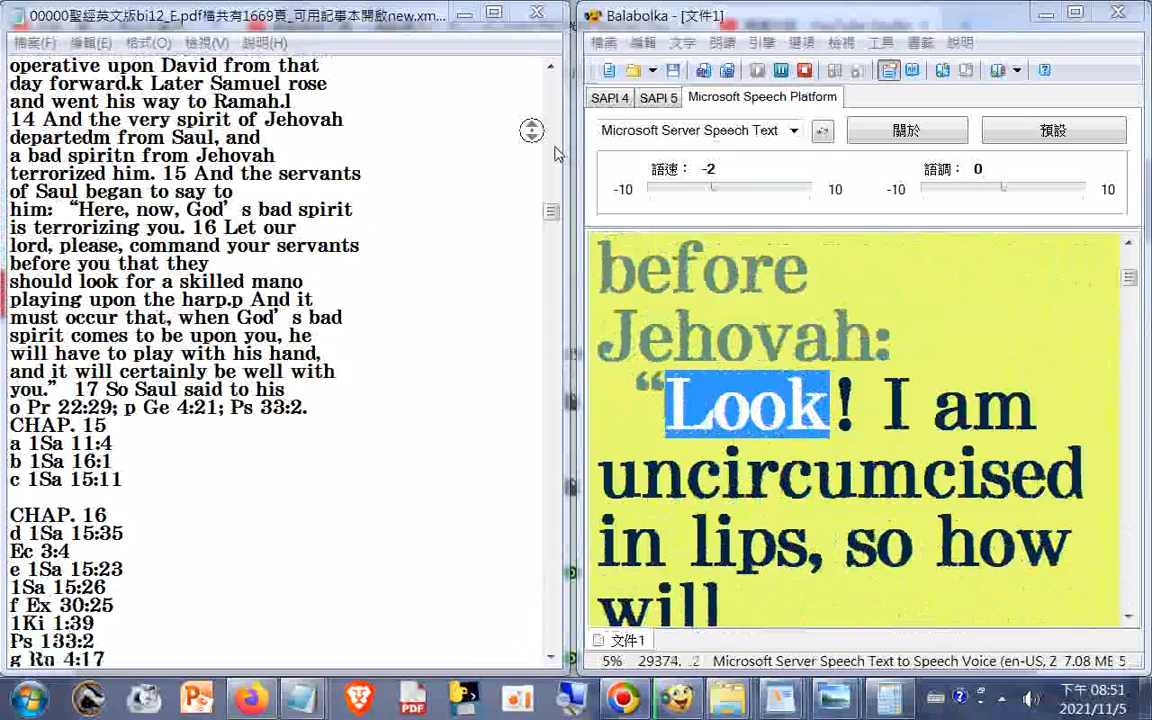 00000聖經英文版bi12_E.pdf檔共有1669頁_可用記事本開啟new.xm...
檔案(F) 編輯(E) 格式(O) 檢視(V) 說明(H)
operative upon David from that
day forward.k Later Samuel rose
and went his way to Ramah.l
14 And the very spirit of Jehovah
departedm from Saul, and
a bad spiritn from Jehovah
terrorized him. 15 And the servants
of Saul began to say to
him: “Here, now, God’s bad spirit
is terrorizing you. 16 Let our
lord, please, command your servants
before you that they
should look for a skilled mano
playing upon the harp.p And it
must occur that, when God’s bad
spirit comes to be upon you, he
will have to play with his hand,
and it will certainly be well with
you.” 17 So Saul said to his
o Pr 22:29; p Ge 4:21; Ps 33:2.
CHAP. 15
a 1Sa 11:4
b 1Sa 16:1
c 1Sa 15:11
CHAP. 16
d 1Sa 15:35
Ec 3:4
e 1Sa 15:23
1Sa 15:26
f Ex 30:25
1Ki 1:39
Ps 133:2
g Ru 4:17
Balabolka - [文件1]
檔案 編輯 文字 朗讀 引擎 選項 檢視 工具 書籤 說明
SAPI 4 SAPI 5 Microsoft Speech Platform
Microsoft Server Speech Text 關於 預設
語速： -2 語調： 0
-10 10 -10 10
before
Jehovah:
“Look! I am
uncircumcised
in lips, so how
will
文件1
5% 29374. .2 Microsoft Server Speech Text to Speech Voice (en-US, Z 7.08 MB 5
PDF
下午 08:51
2021/11/5